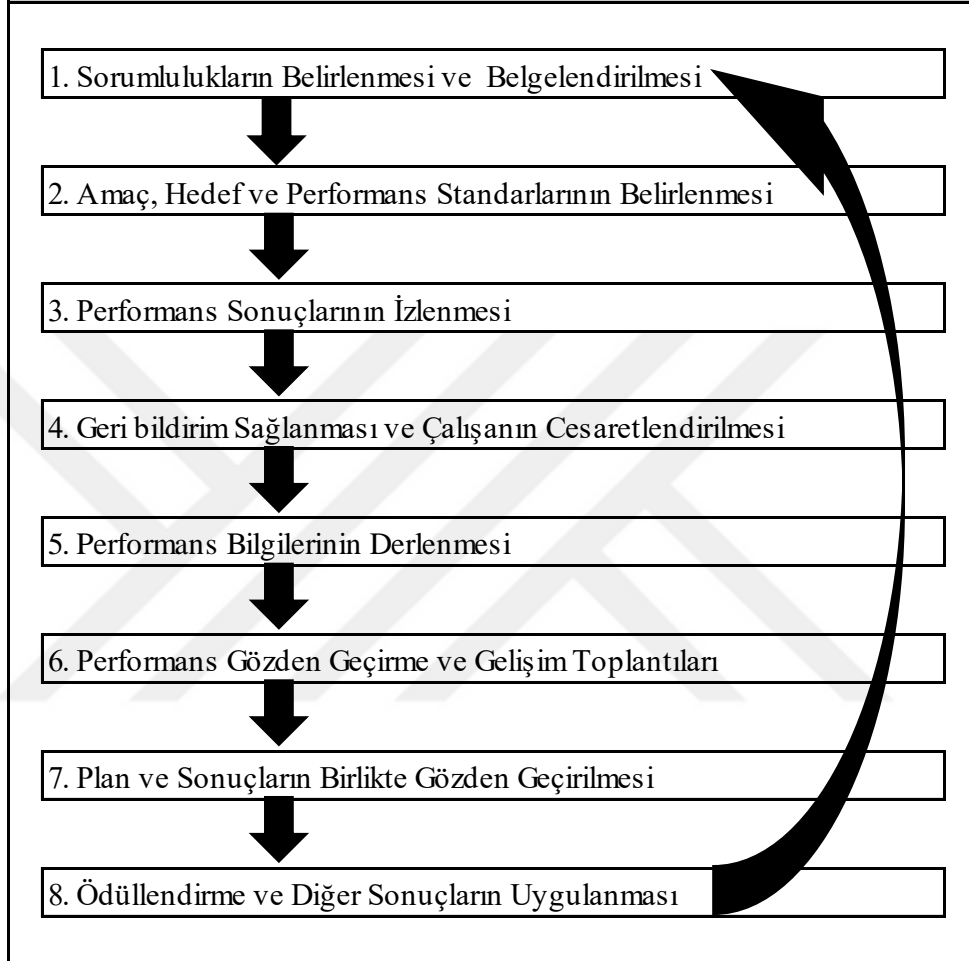 1. Sorumlulukların Belirlenmesi ve Belgelendirilmesi
2. Amaç, Hedef ve Performans Standarlarının Belirlenmesi
3. Performans Sonuçlarının İzlenmesi
4. Geri bildirim Sağlanması ve Çalışanın Cesaretlendirilmesi
5. Performans Bilgilerinin Derlenmesi
6. Performans Gözden Geçirme ve Gelişim Toplantıları
7. Plan ve Sonuçların Birlikte Gözden Geçirilmesi
8. Ödüllendirme ve Diğer Sonuçların Uygulanması